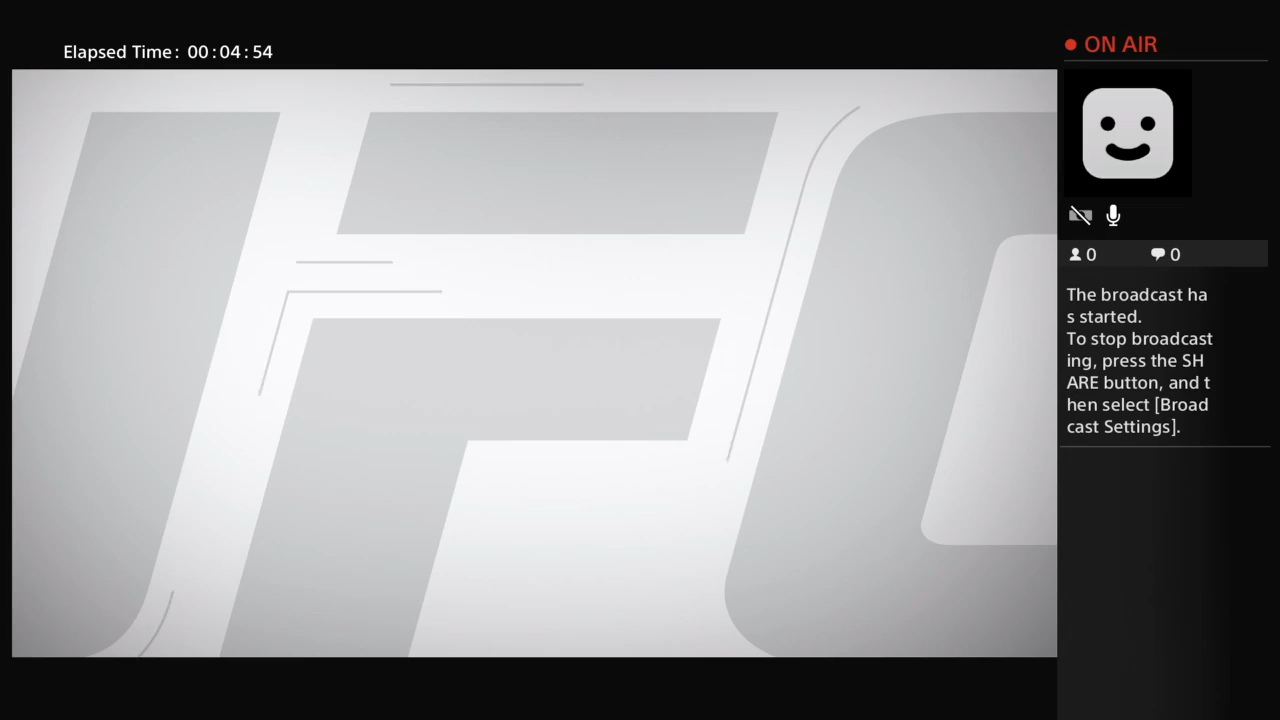 Elapsed Time: 00:04:54
ON AIR
UFC
0 0
The broadcast ha
s started.
To stop broadcast
ing, press the SH
ARE button, and t
hen select [Broad
cast Settings].